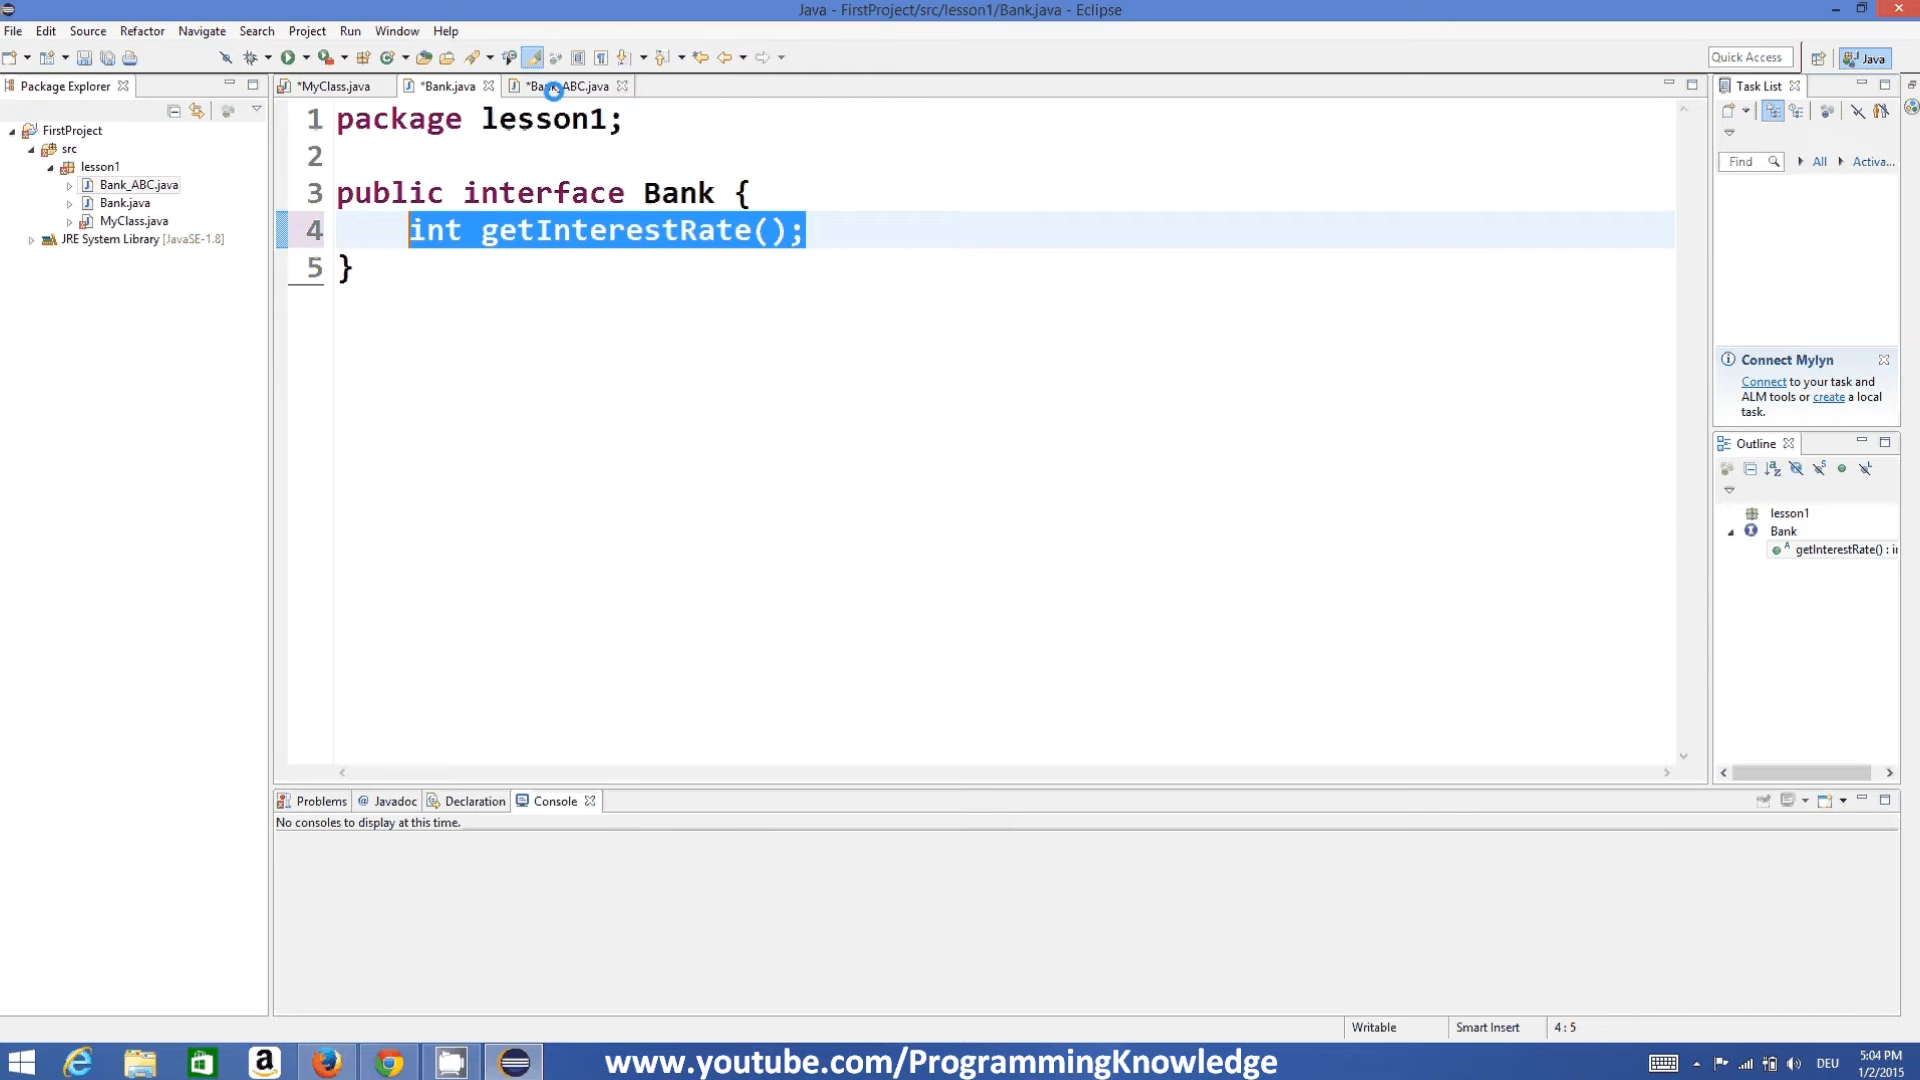 Java - FirstProject/src/lesson1/Bank.java - Eclipse
File Edit Source Refactor Navigate Search Project Run Window Help
Quick Access Java
Package Explorer
FirstProject
src
lesson1
Bank_ABC.java
Bank.java
MyClass.java
JRE System Library [JavaSE-1.8]
*MyClass.java *Bank.java *Bank_ABC.java
1 package lesson1;
2
3 public interface Bank {
4 int getInterestRate();
5 }
Task List
Find All Activa...
Connect Mylyn
Connect to your task and
ALM tools or create a local
task.
Outline
lesson1
Bank
getInterestRate() : i
Problems @ Javadoc Declaration Console
No consoles to display at this time.
Writable Smart Insert 4 : 5
www.youtube.com/ProgrammingKnowledge
DEU 5:04 PM
1/2/2015